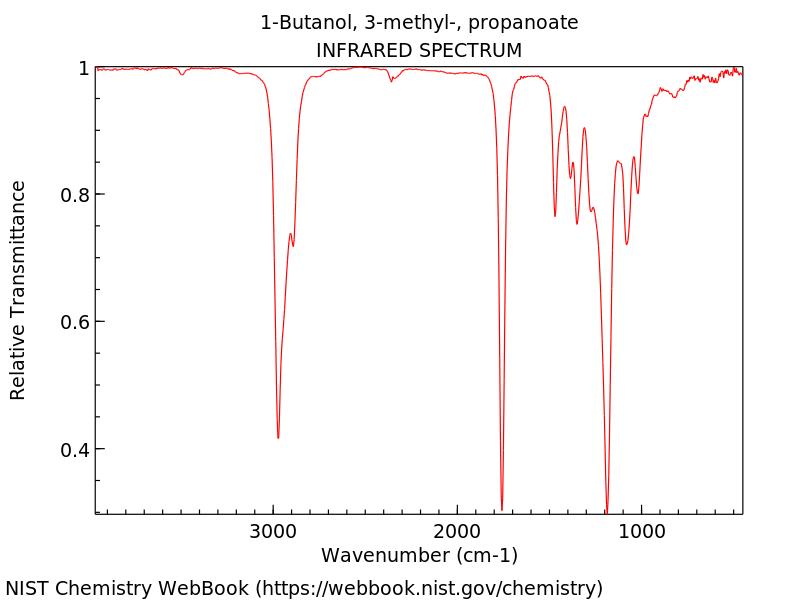 1-Butanol, 3-methyl-, propanoate
INFRARED SPECTRUM
1
0.8
0.6
0.4
Relative Transmittance
3000 2000 1000
Wavenumber (cm-1)
NIST Chemistry WebBook (https://webbook.nist.gov/chemistry)